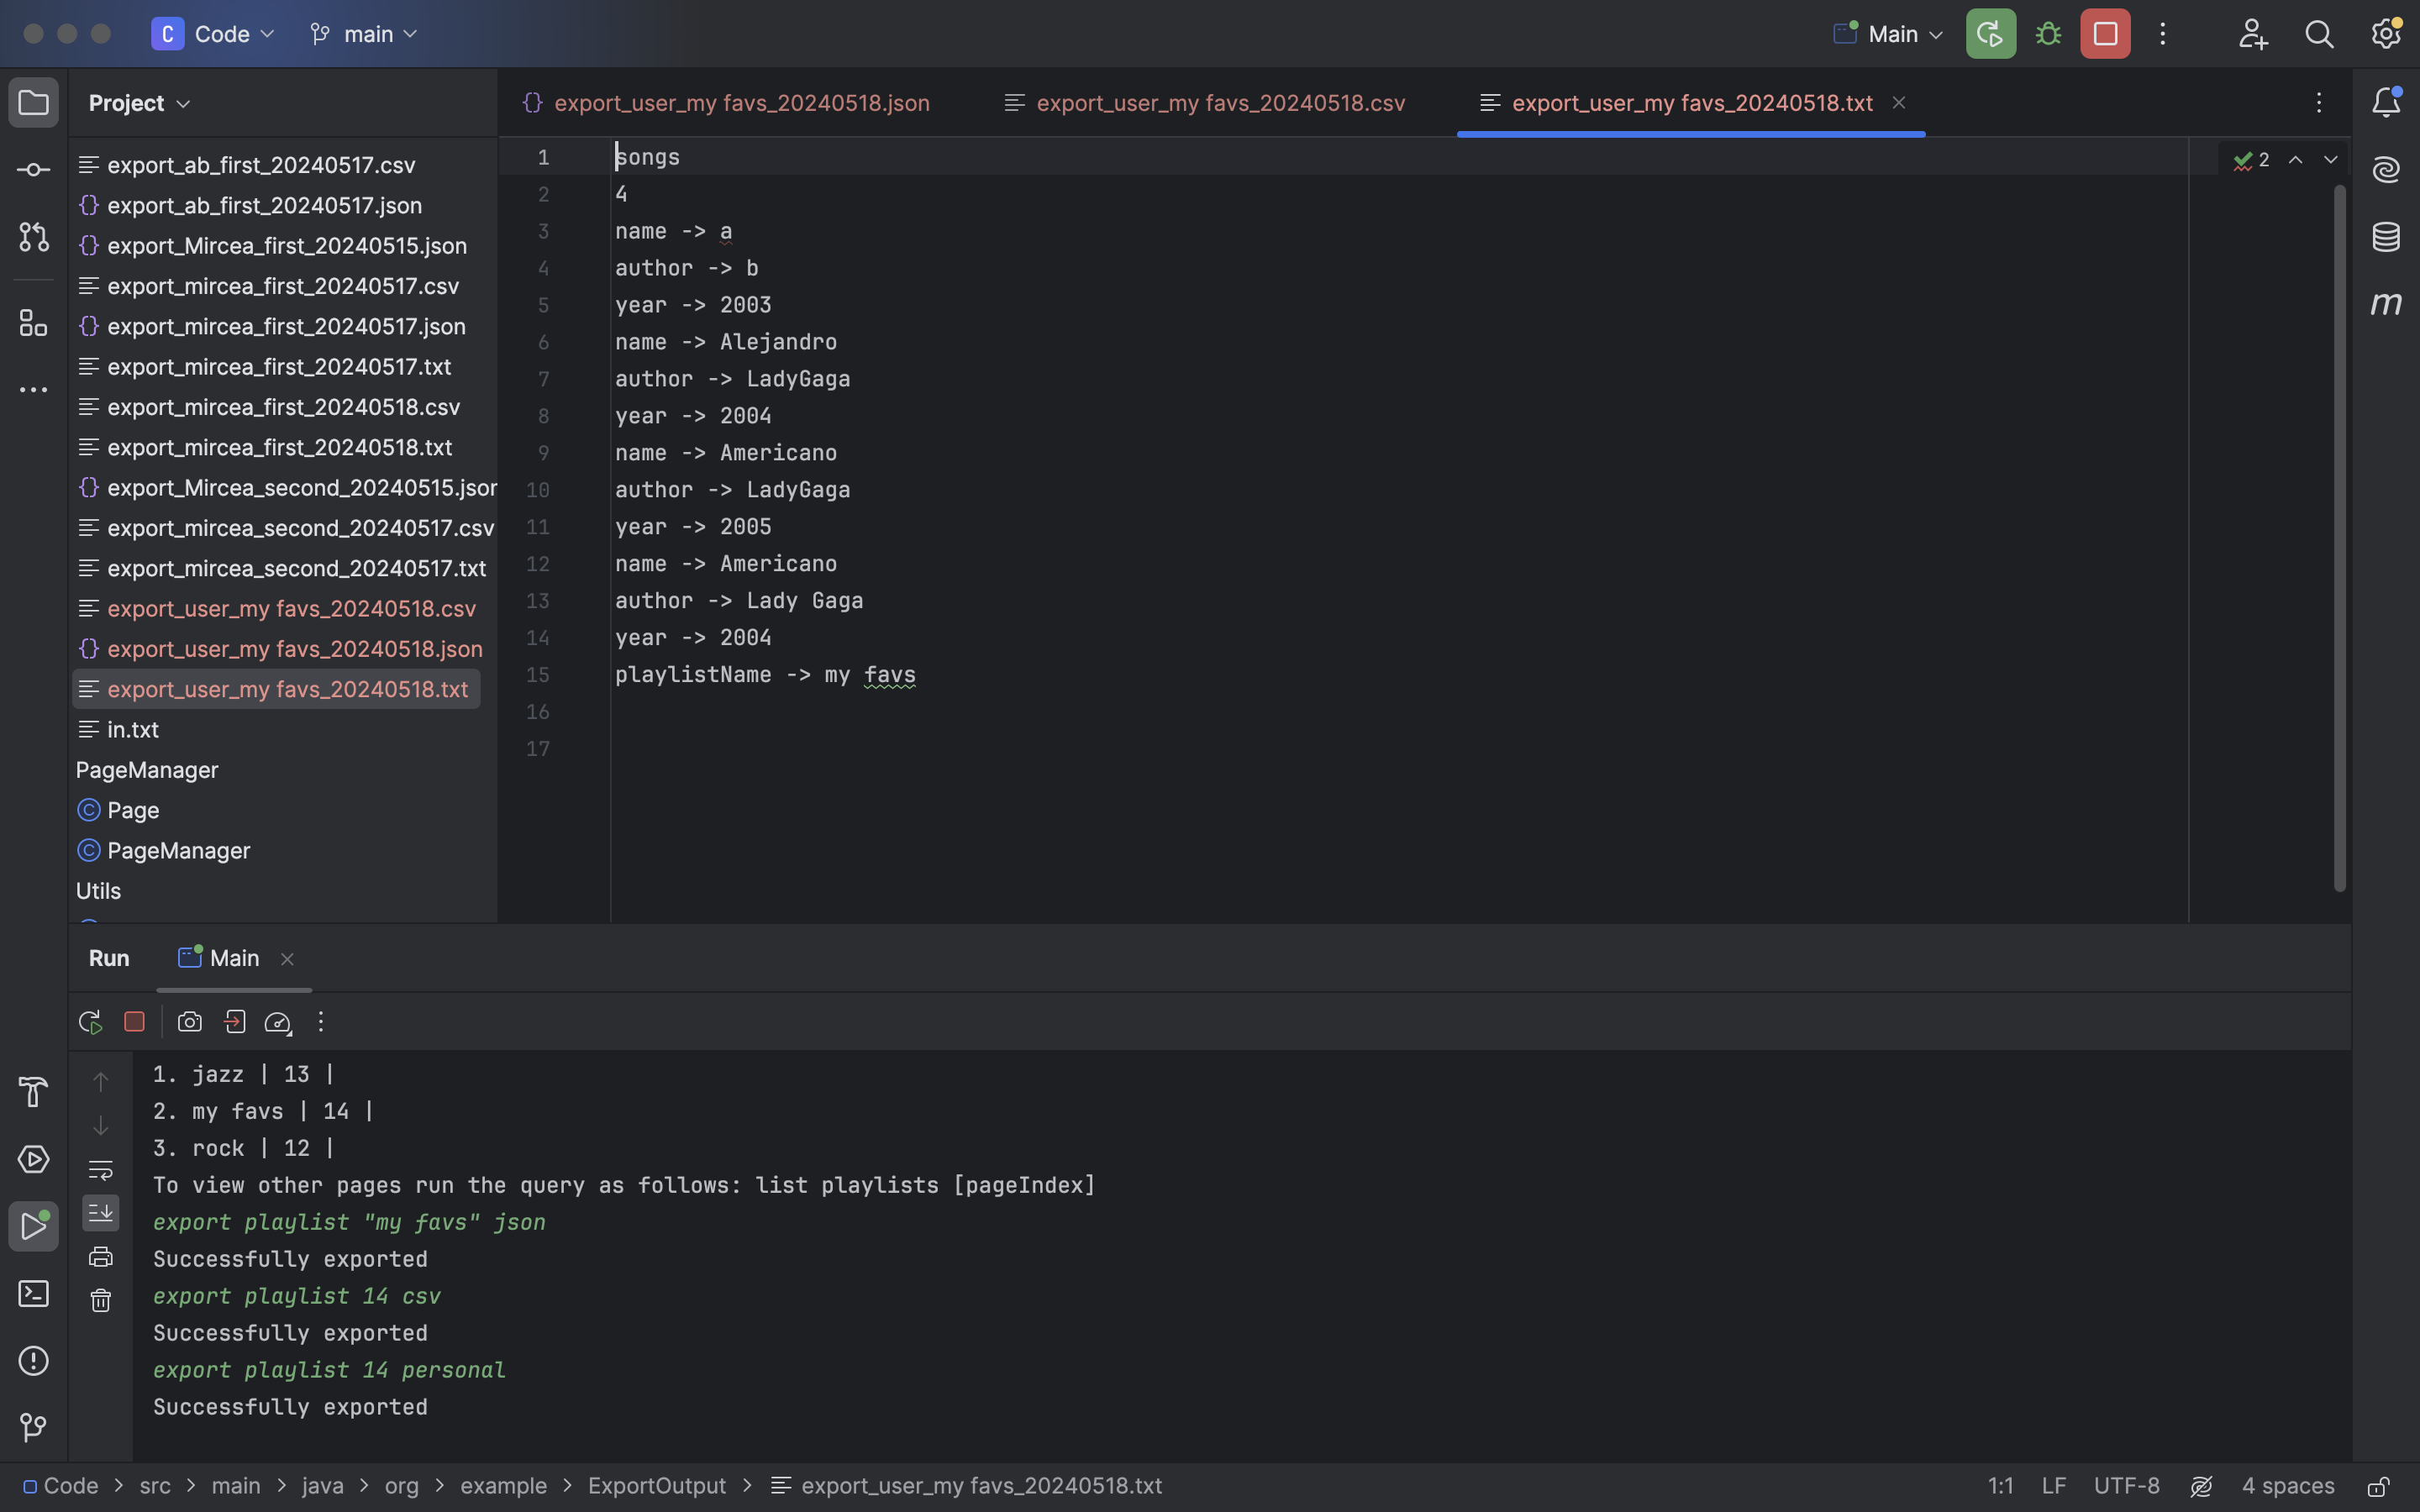 C Code main Main
Project
export_user_my favs_20240518.json export_user_my favs_20240518.csv export_user_my favs_20240518.txt
export_ab_first_20240517.csv
export_ab_first_20240517.json
export_Mircea_first_20240515.json
export_mircea_first_20240517.csv
export_mircea_first_20240517.json
export_mircea_first_20240517.txt
export_mircea_first_20240518.csv
export_mircea_first_20240518.txt
export_Mircea_second_20240515.json
export_mircea_second_20240517.csv
export_mircea_second_20240517.txt
export_user_my favs_20240518.csv
export_user_my favs_20240518.json
export_user_my favs_20240518.txt
in.txt
PageManager
Page
PageManager
Utils
1 songs
2 4
3 name -> a
4 author -> b
5 year -> 2003
6 name -> Alejandro
7 author -> LadyGaga
8 year -> 2004
9 name -> Americano
10 author -> LadyGaga
11 year -> 2005
12 name -> Americano
13 author -> Lady Gaga
14 year -> 2004
15 playlistName -> my favs
16
17
2
m
Run Main
1. jazz | 13 |
2. my favs | 14 |
3. rock | 12 |
To view other pages run the query as follows: list playlists [pageIndex]
export playlist "my favs" json
Successfully exported
export playlist 14 csv
Successfully exported
export playlist 14 personal
Successfully exported
Code > src > main > java > org > example > ExportOutput > export_user_my favs_20240518.txt
1:1 LF UTF-8 4 spaces